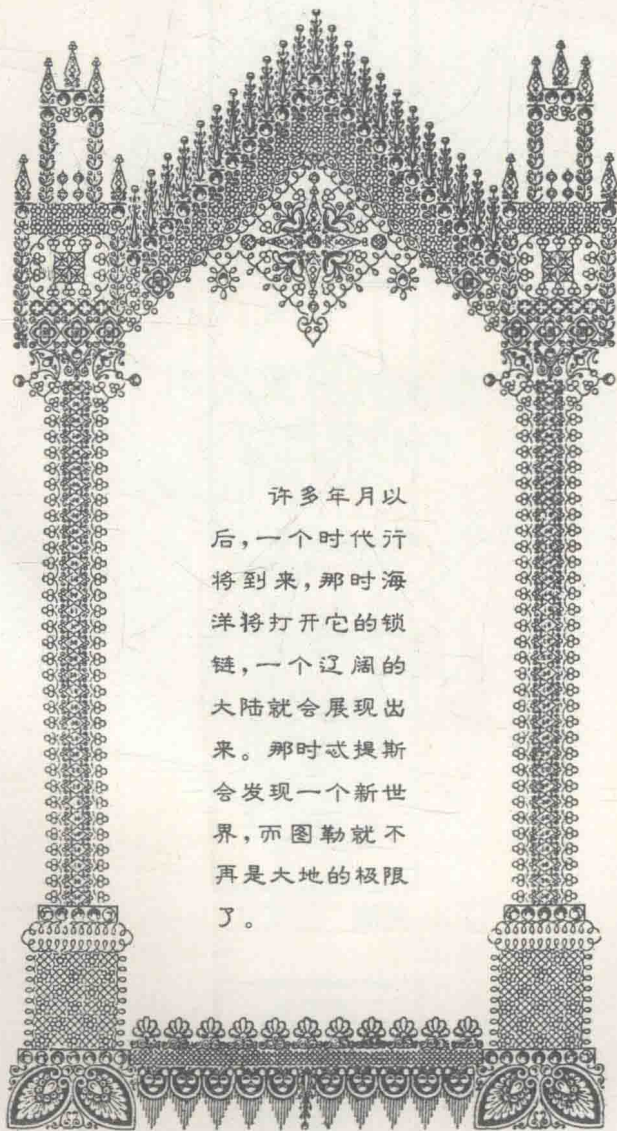 许多年月以
后，一个时代行
将到来，那时海
洋将打开它的锁
链，一个辽阔的
大陆就会展现出
来。那时忒提斯
会发现一个新世
界，而图勒就不
再是大地的极限
了。